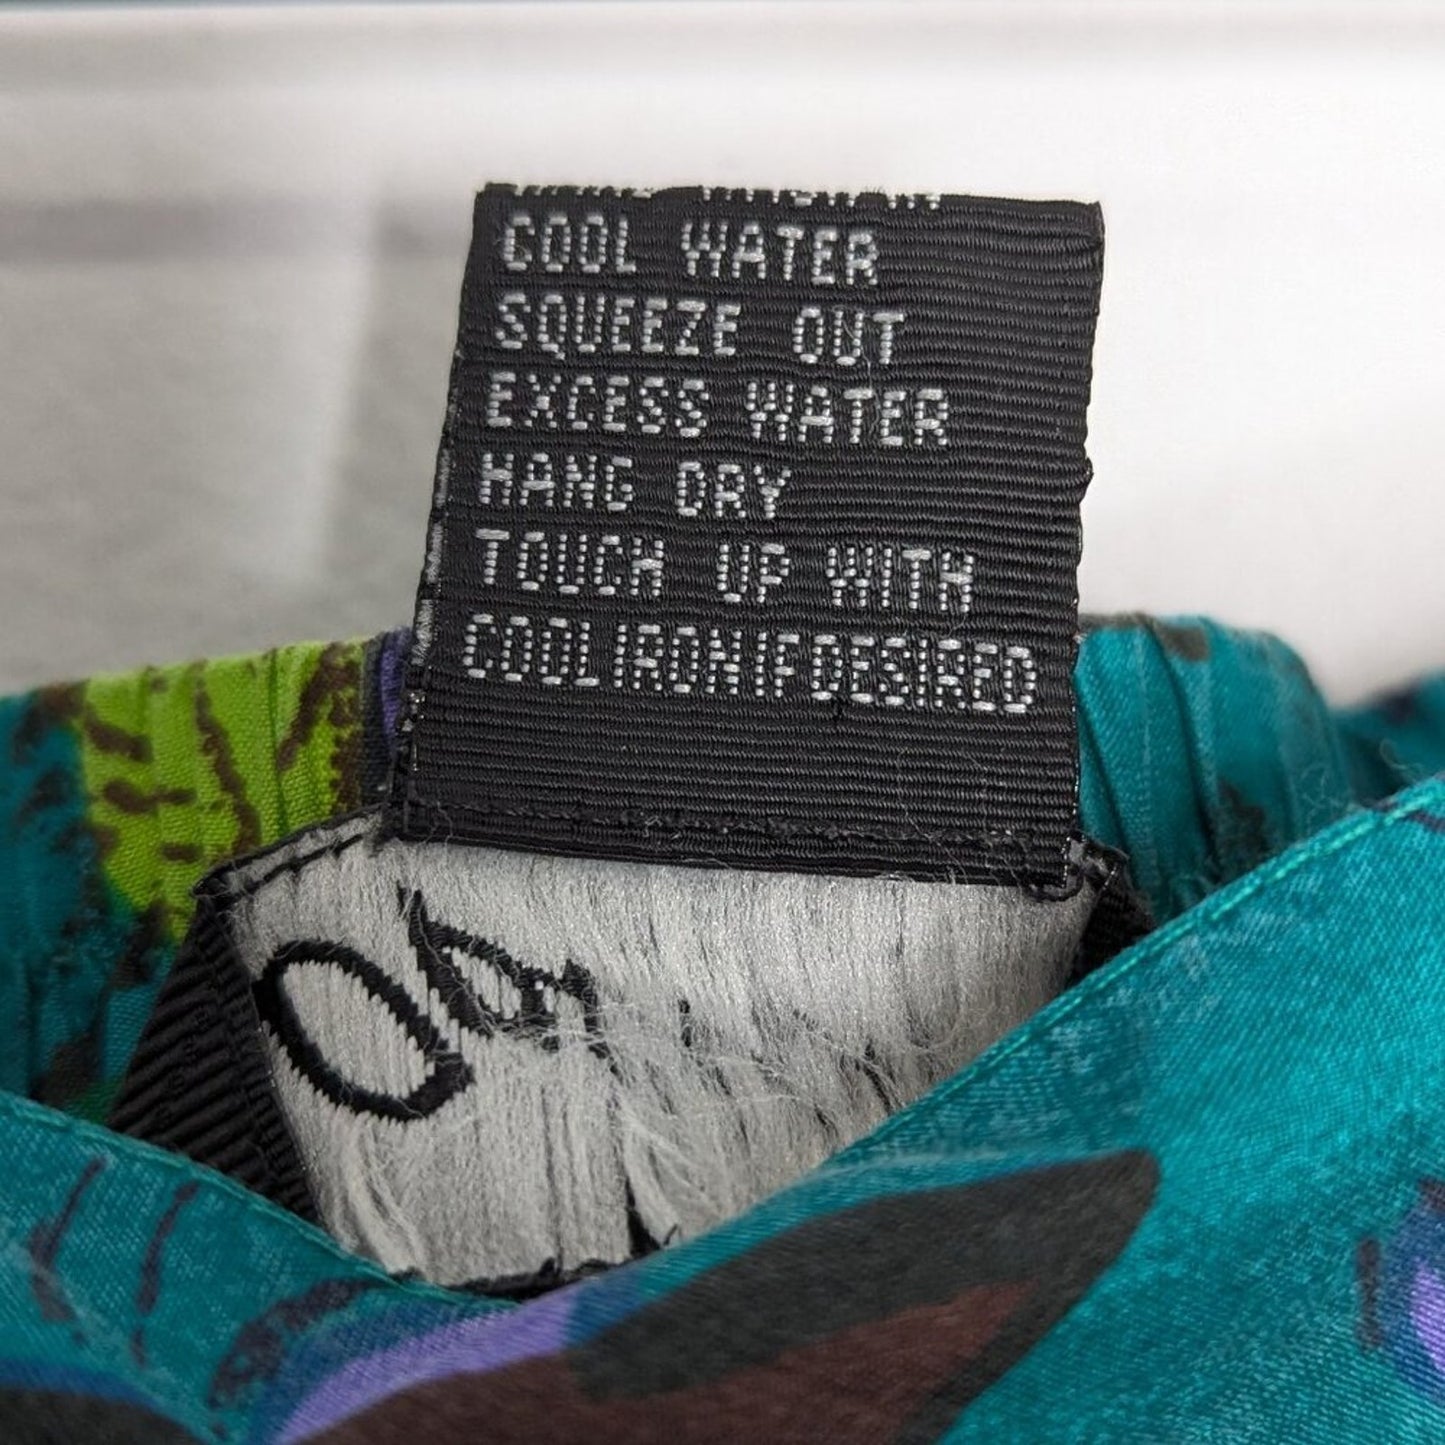 COOL WATER
SQUEEZE OUT
EXCESS WATER
HANG DRY
TOUCH UP WITH
COOL IRON IF DESIRED